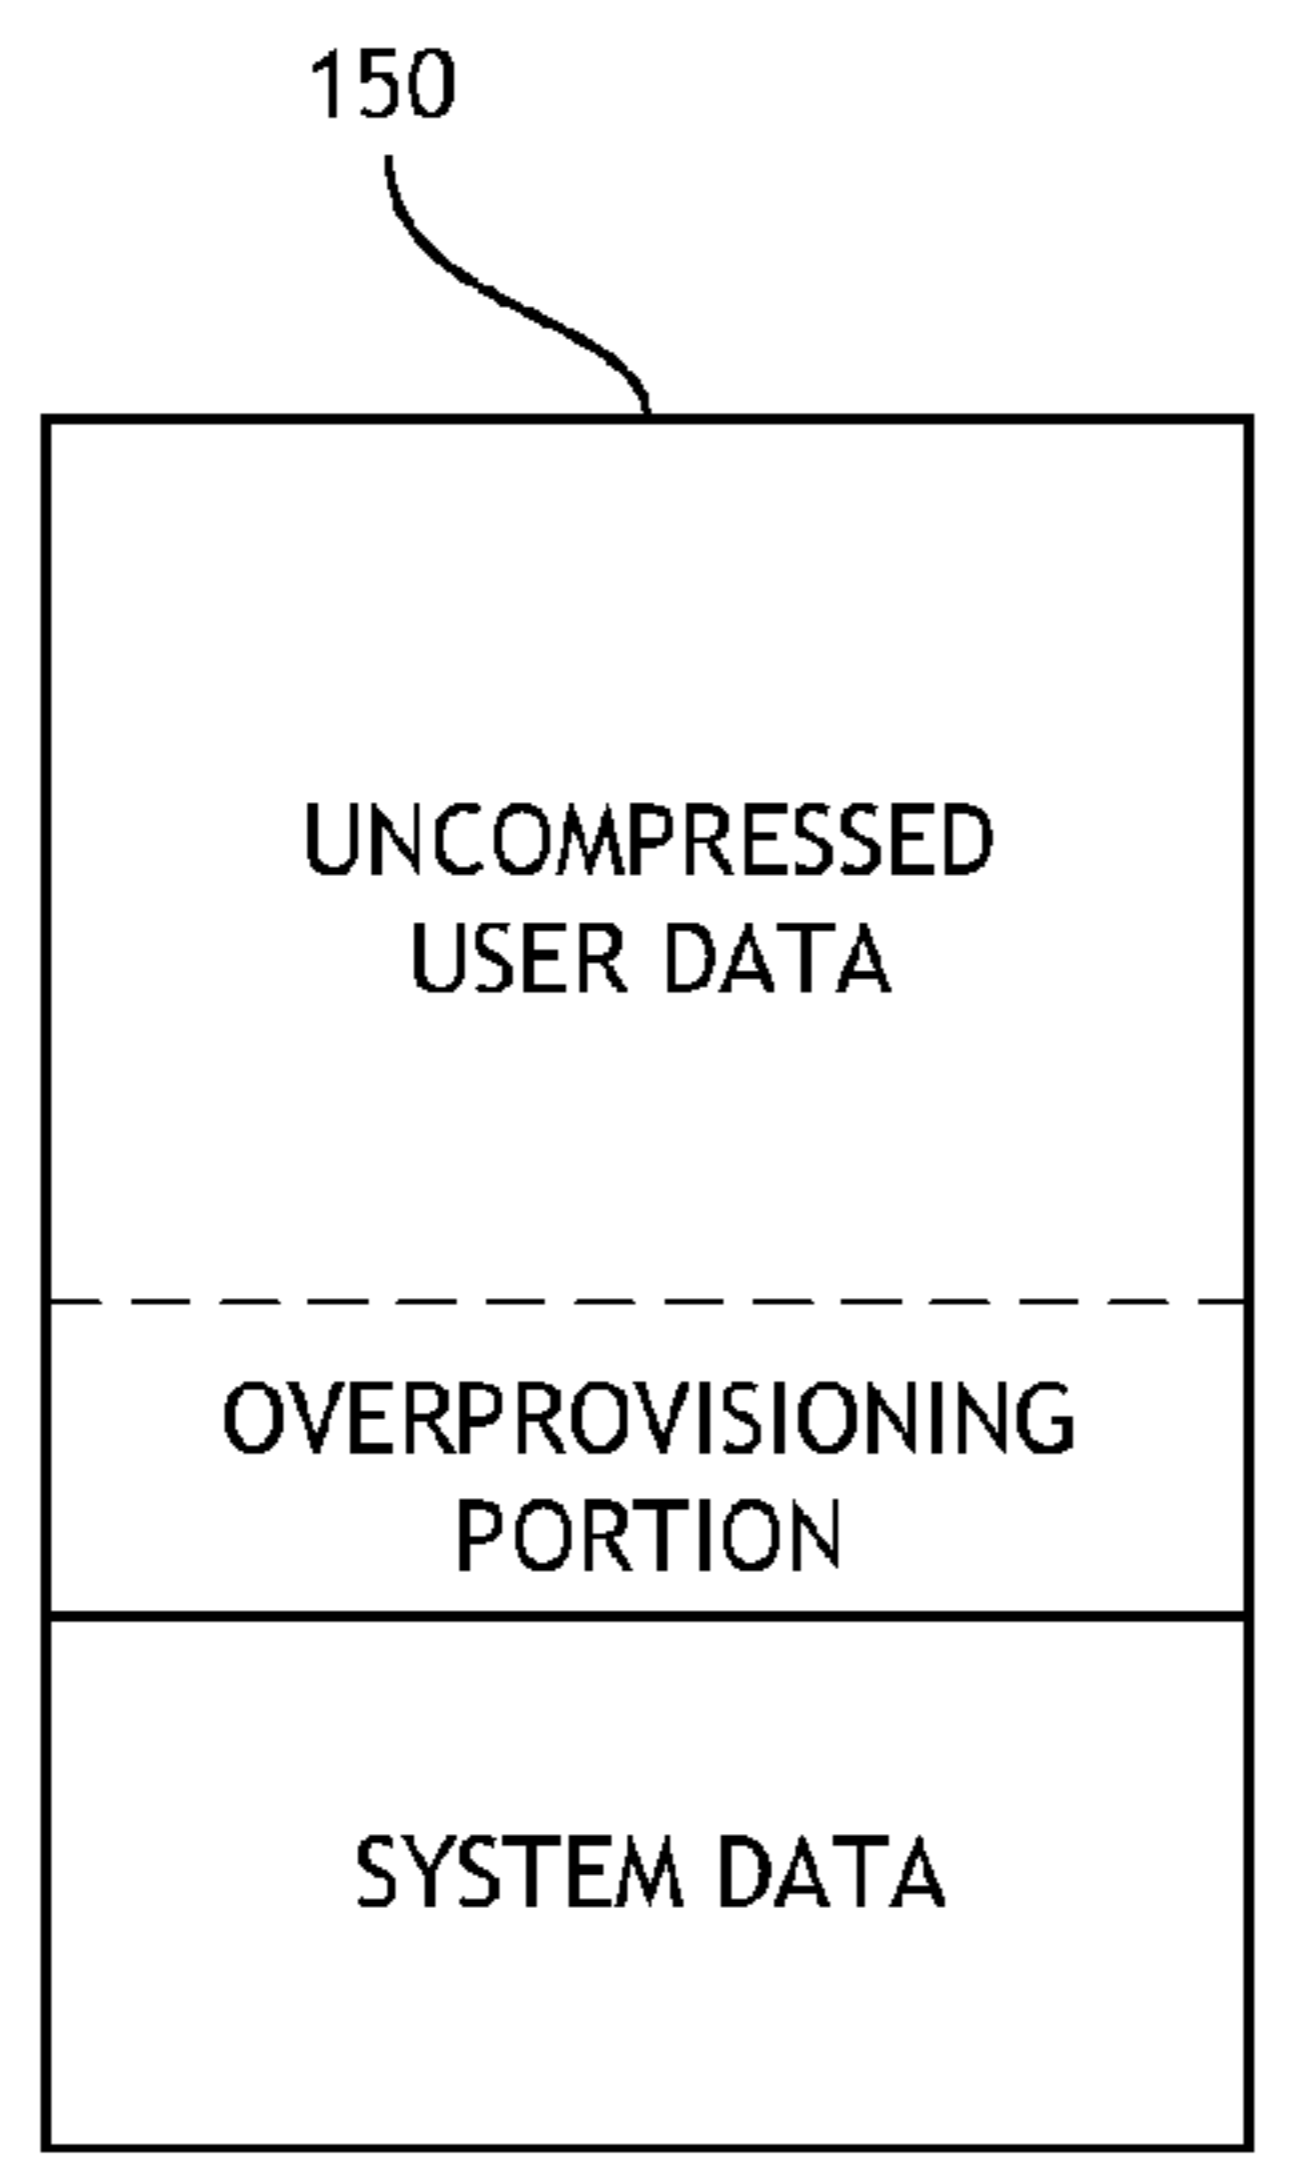 150
UNCOMPRESSED
USER DATA
OVERPROVISIONING
PORTION
SYSTEM DATA